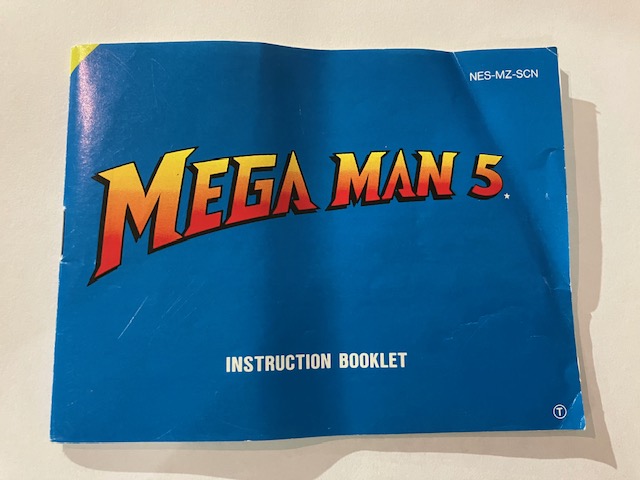 NES-MZ-SCN
MEGA MAN 5
INSTRUCTION BOOKLET
T